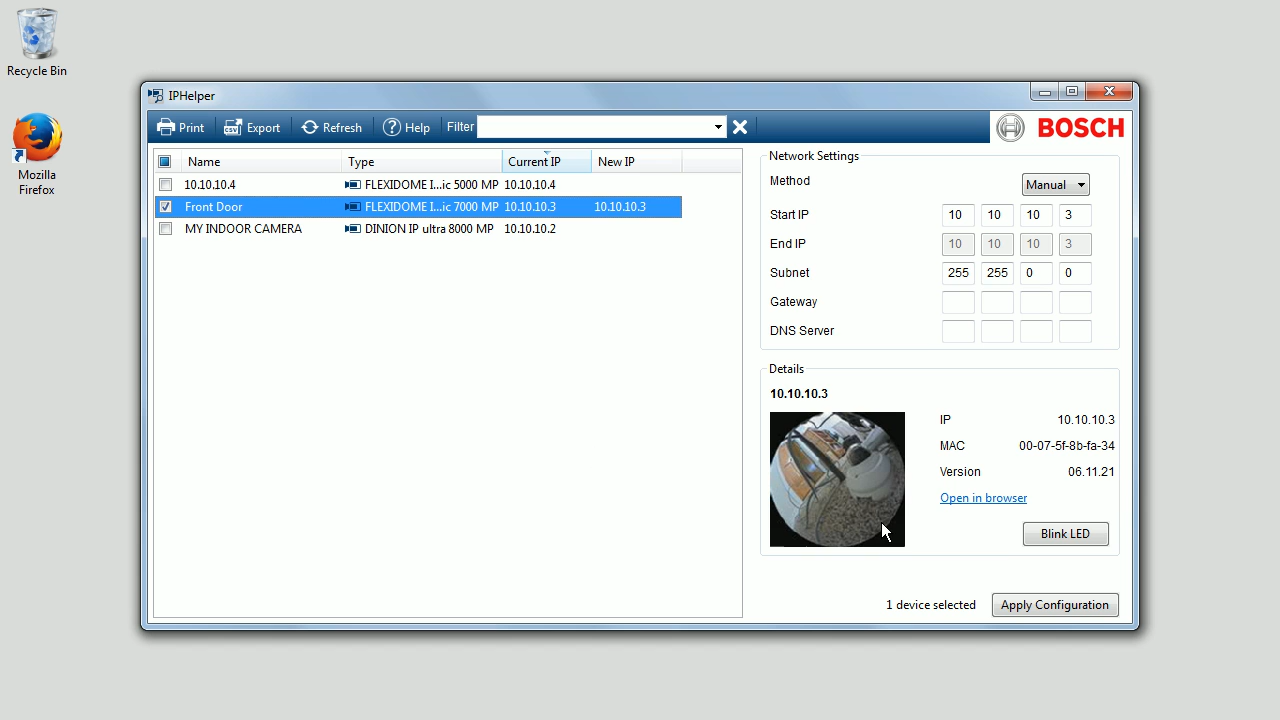 Recycle Bin
Mozilla
Firefox
IPHelper
Print Export Refresh Help Filter
BOSCH
Name Type Current IP New IP
10.10.10.4 FLEXIDOME I...ic 5000 MP 10.10.10.4
Front Door FLEXIDOME I...ic 7000 MP 10.10.10.3 10.10.10.3
MY INDOOR CAMERA DINION IP ultra 8000 MP 10.10.10.2
Network Settings
Method Manual
Start IP 10 10 10 3
End IP 10 10 10 3
Subnet 255 255 0 0
Gateway
DNS Server
Details
10.10.10.3
IP 10.10.10.3
MAC 00-07-5f-8b-fa-34
Version 06.11.21
Open in browser
Blink LED
1 device selected Apply Configuration